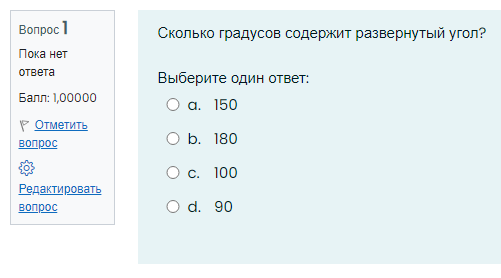 Вопрос 1
Пока нет
ответа
Балл: 1,00000
Отметить
вопрос
Редактировать
вопрос
Сколько градусов содержит развернутый угол?
Выберите один ответ:
a. 150
b. 180
c. 100
d. 90